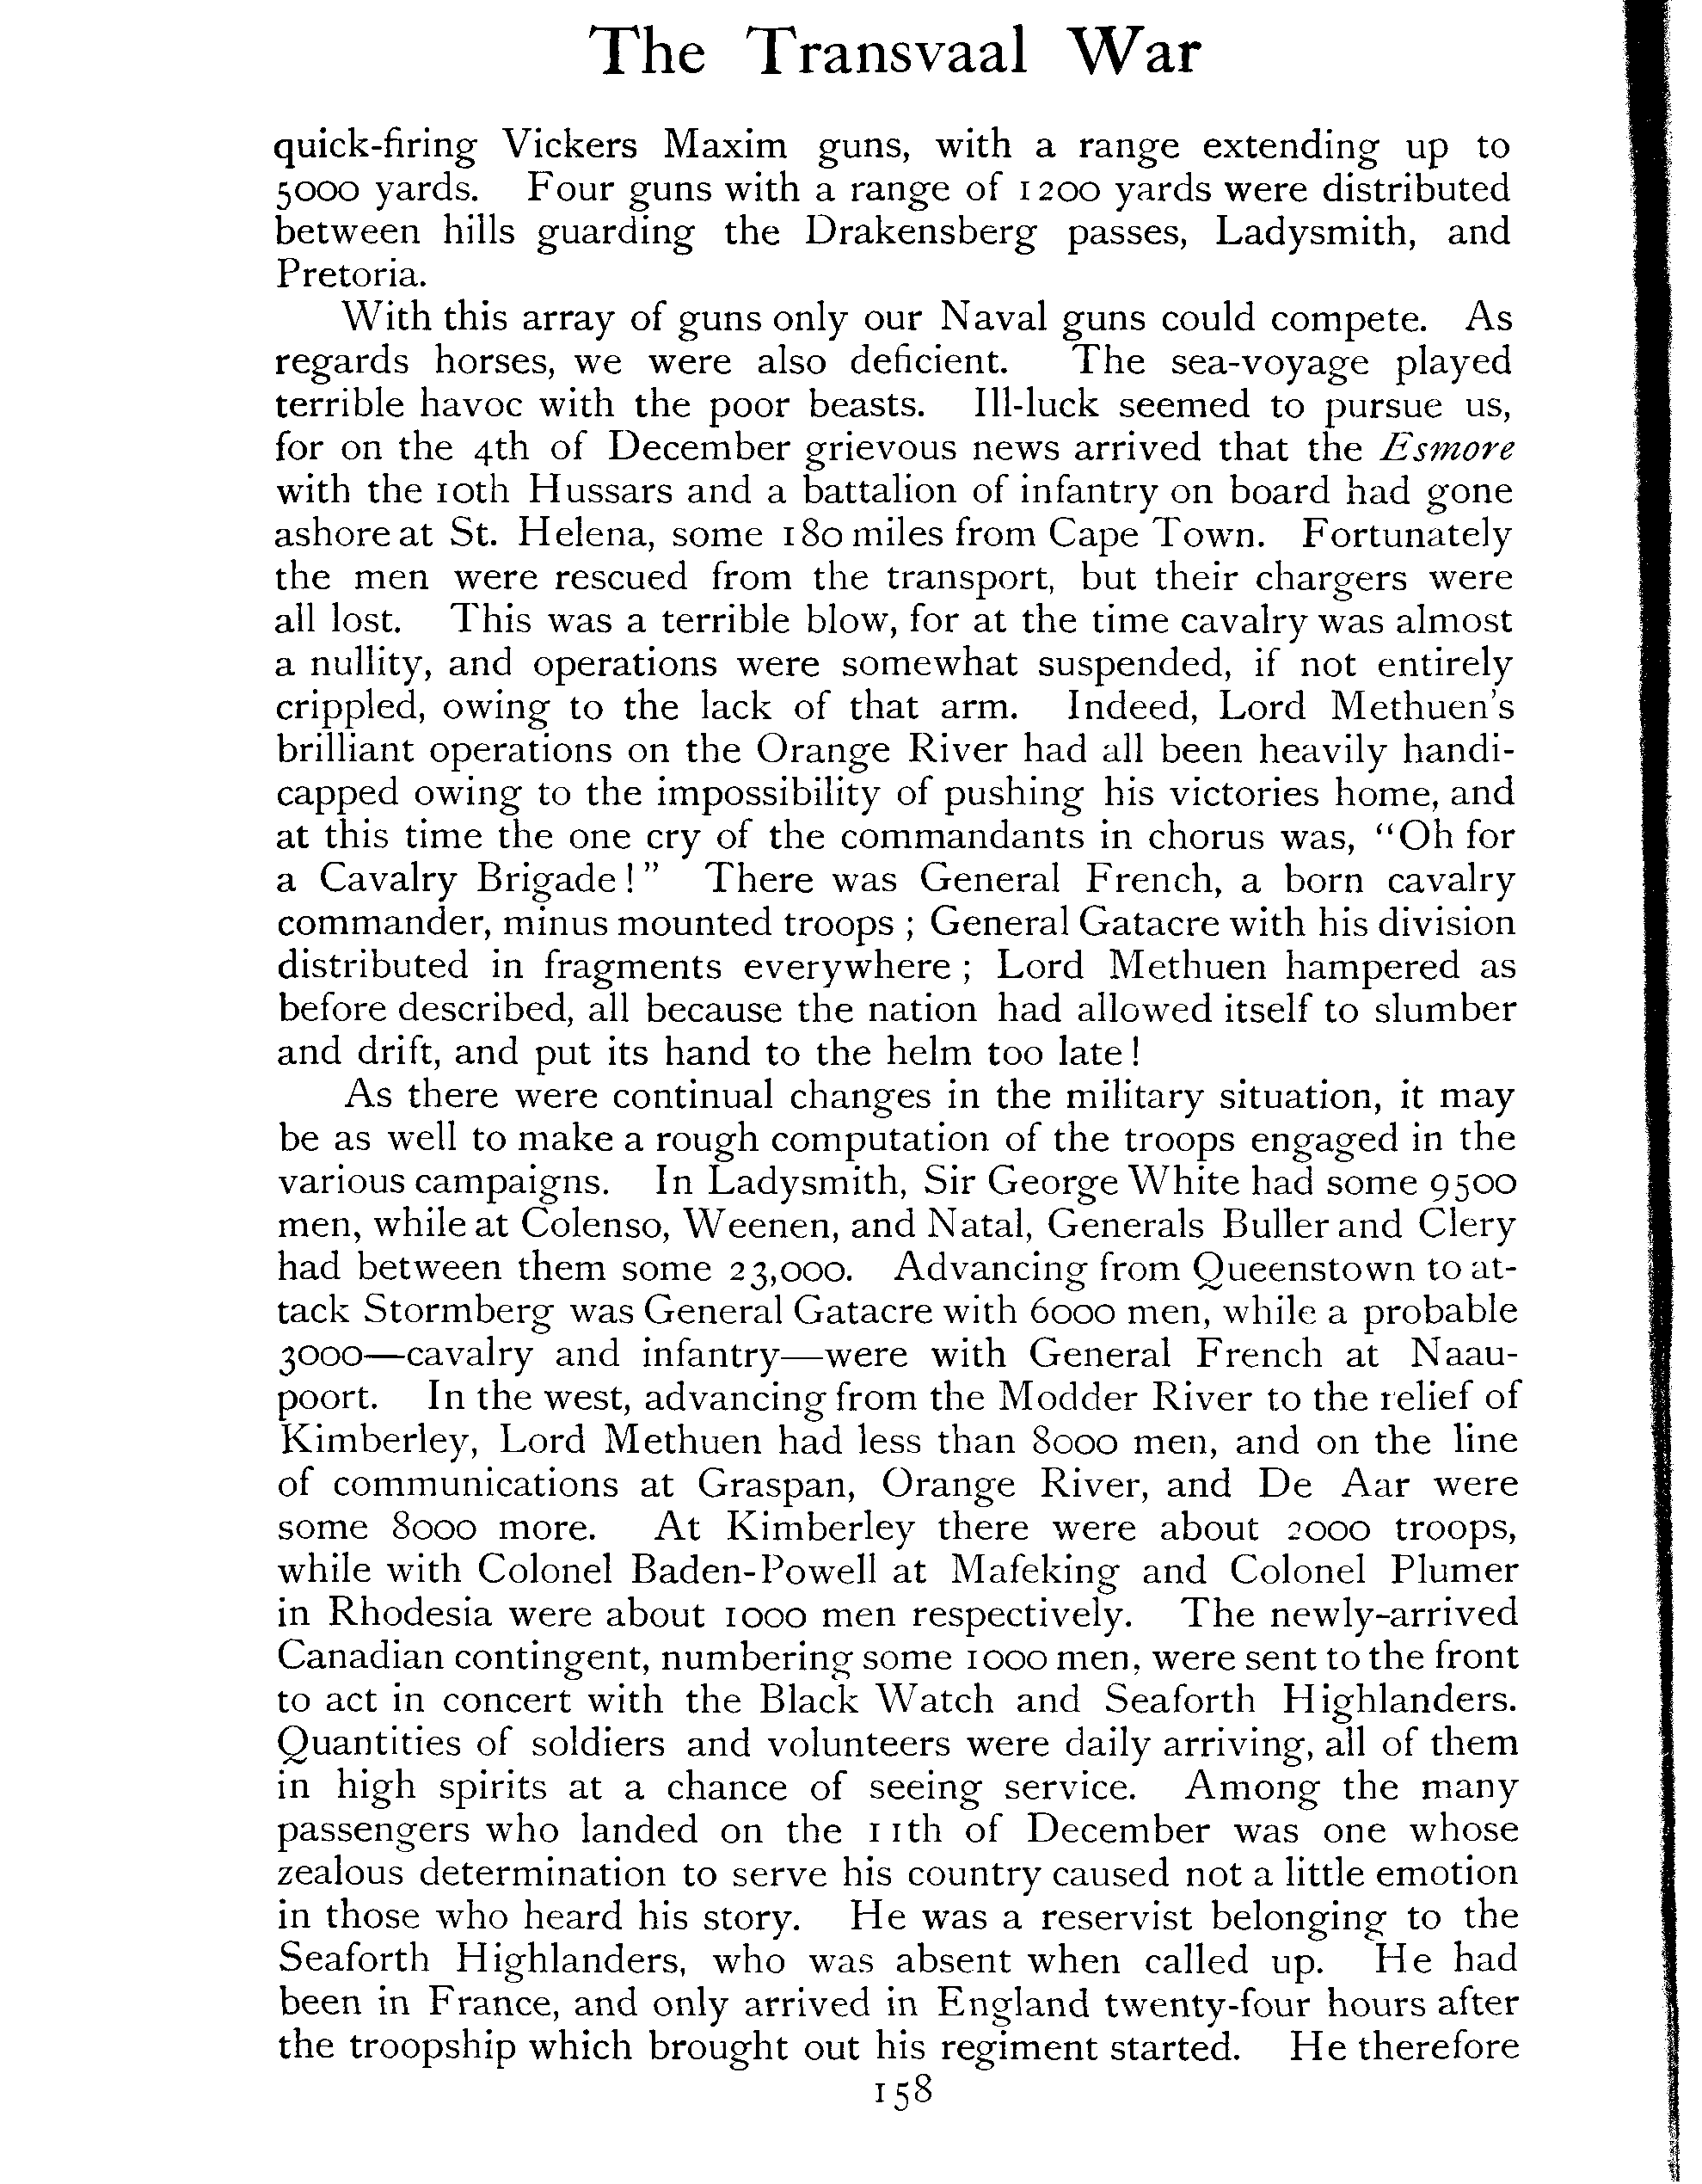 The Transvaal War
quick-firing Vickers Maxim guns, with a range extending up to
5000 yards. Four guns with a range of 1200 yards were distributed
between hills guarding the Drakensberg passes, Ladysmith, and
Pretoria.
With this array of guns only our Naval guns could compete. As
regards horses, we were also deficient. The sea-voyage played
terrible havoc with the poor beasts. Ill-luck seemed to pursue us,
for on the 4th of December grievous news arrived that the Esmore
with the 10th Hussars and a battalion of infantry on board had gone
ashore at St. Helena, some 180 miles from Cape Town. Fortunately
the men were rescued from the transport, but their chargers were
all lost. This was a terrible blow, for at the time cavalry was almost
a nullity, and operations were somewhat suspended, if not entirely
crippled, owing to the lack of that arm. Indeed, Lord Methuen's
brilliant operations on the Orange River had all been heavily handi-
capped owing to the impossibility of pushing his victories home, and
at this time the one cry of the commandants in chorus was, "Oh for
a Cavalry Brigade!" There was General French, a born cavalry
commander, minus mounted troops; General Gatacre with his division
distributed in fragments everywhere; Lord Methuen hampered as
before described, all because the nation had allowed itself to slumber
and drift, and put its hand to the helm too late!
As there were continual changes in the military situation, it may
be as well to make a rough computation of the troops engaged in the
various campaigns. In Ladysmith, Sir George White had some 9500
men, while at Colenso, Weenen, and Natal, Generals Buller and Clery
had between them some 23,000. Advancing from Queenstown to at-
tack Stormberg was General Gatacre with 6000 men, while a probable
3000—cavalry and infantry—were with General French at Naau-
poort. In the west, advancing from the Modder River to the relief of
Kimberley, Lord Methuen had less than 8000 men, and on the line
of communications at Graspan, Orange River, and De Aar were
some 8000 more. At Kimberley there were about 2000 troops,
while with Colonel Baden-Powell at Mafeking and Colonel Plumer
in Rhodesia were about 1000 men respectively. The newly-arrived
Canadian contingent, numbering some 1000 men, were sent to the front
to act in concert with the Black Watch and Seaforth Highlanders.
Quantities of soldiers and volunteers were daily arriving, all of them
in high spirits at a chance of seeing service. Among the many
passengers who landed on the 11th of December was one whose
zealous determination to serve his country caused not a little emotion
in those who heard his story. He was a reservist belonging to the
Seaforth Highlanders, who was absent when called up. He had
been in France, and only arrived in England twenty-four hours after
the troopship which brought out his regiment started. He therefore
158